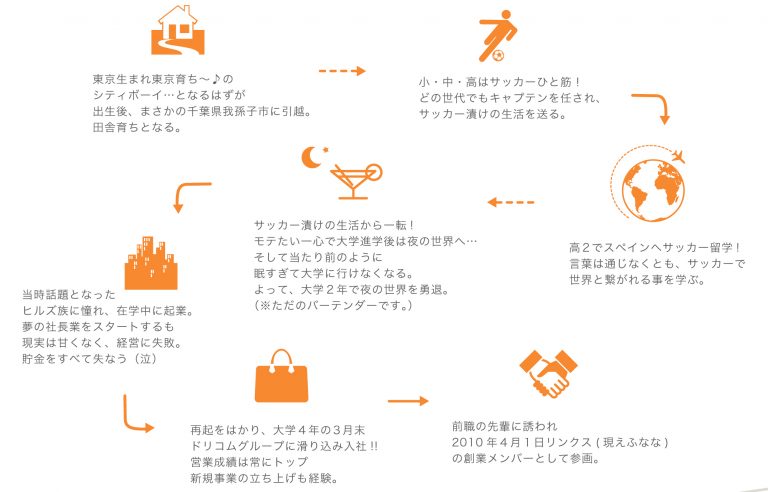 東京生まれ東京育ち〜♪の
シティボーイ…となるはずが
出生後、まさかの千葉県我孫子市に引越。
田舎育ちとなる。
小・中・高はサッカーひと筋！
どの世代でもキャプテンを任され、
サッカー漬けの生活を送る。
高２でスペインへサッカー留学！
言葉は通じなくとも、サッカーで
世界と繋がれる事を学ぶ。
サッカー漬けの生活から一転！
モテたい一心で大学進学後は夜の世界へ…
そして当たり前のように
眠すぎて大学に行けなくなる。
よって、大学２年で夜の世界を勇退。
（※ただのバーテンダーです。）
当時話題となった
ヒルズ族に憧れ、在学中に起業。
夢の社長業をスタートするも
現実は甘くなく、経営に失敗。
貯金をすべて失なう（泣）
再起をはかり、大学４年の３月末
ドリコムグループに滑り込み入社!!
営業成績は常にトップ
新規事業の立ち上げも経験。
前職の先輩に誘われ
2010年４月１日リンクス(現えふなな)
の創業メンバーとして参画。